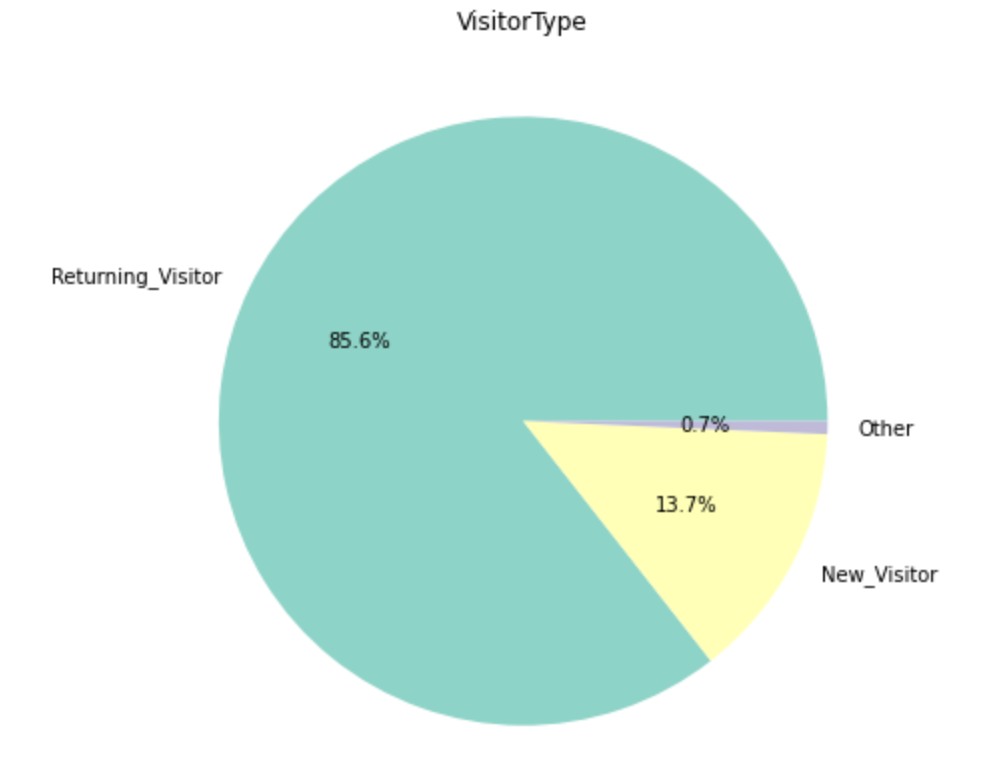 VisitorType
Returning_Visitor
85.6%
0.7%
Other
13.7%
New_Visitor